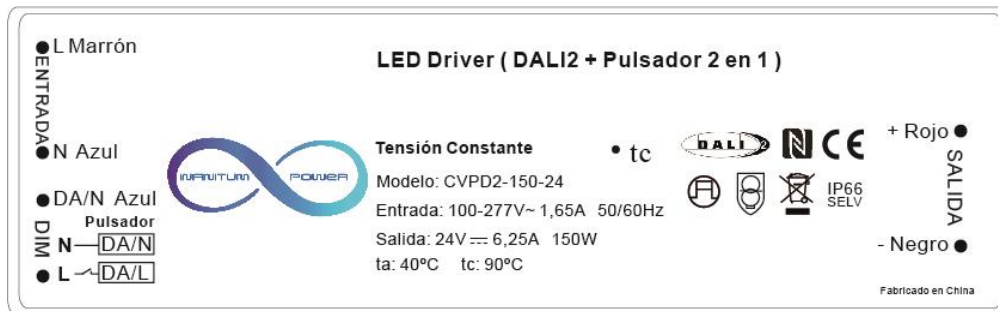 L Marrón
ENTRADA
N Azul
DA/N Azul
DIM
Pulsador
N DA/N
L DA/L
LED Driver ( DALI2 + Pulsador 2 en 1 )
INFINITUM POWER
Tensión Constante
Modelo: CVPD2-150-24
Entrada: 100-277V~ 1,65A 50/60Hz
Salida: 24V ⎓ 6,25A 150W
ta: 40ºC tc: 90ºC
• tc
DALI 2
CE
IP66
SELV
+ Rojo
SALIDA
- Negro
Fabricado en China